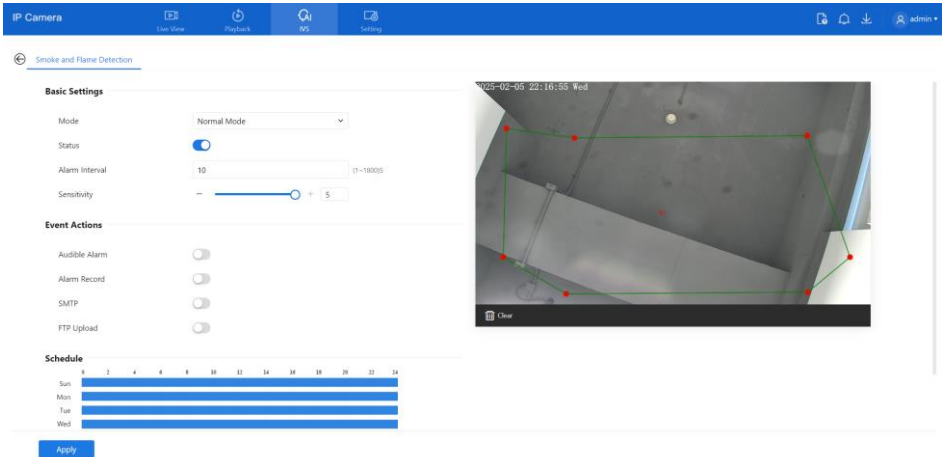 IP Camera
Live View
Playback
IVS
Setting
admin
Smoke and Flame Detection
Basic Settings
Mode Normal Mode
Status
Alarm Interval 10 (1~1800)S
Sensitivity − + 5
Event Actions
Audible Alarm
Alarm Record
SMTP
FTP Upload
Schedule
0 2 4 6 8 10 12 14 16 18 20 22 24
Sun
Mon
Tue
Wed
Apply
2025-02-05 22:16:55 Wed
Clear